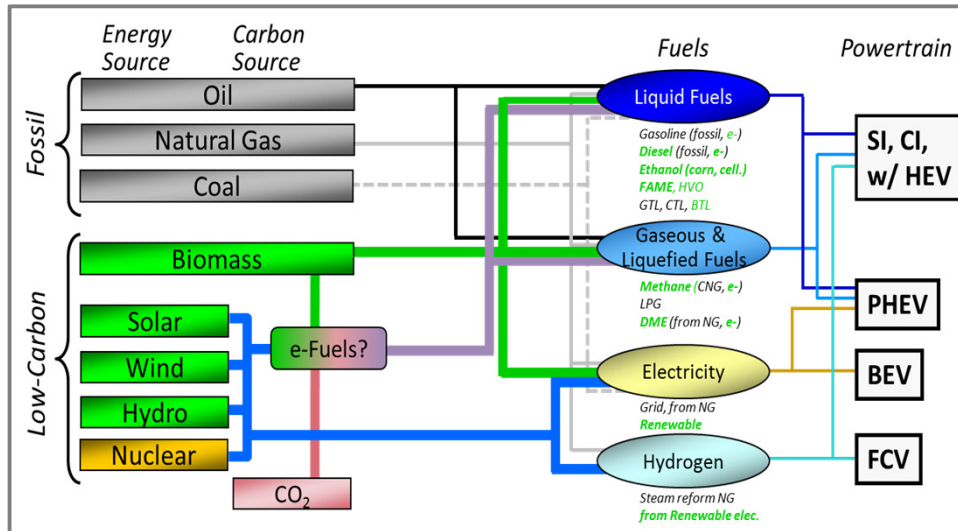 Energy Source
Carbon Source
Fuels
Powertrain
Fossil
Oil
Natural Gas
Coal
Low-Carbon
Biomass
Solar
Wind
Hydro
Nuclear
e-Fuels?
CO₂
Liquid Fuels
Gasoline (fossil, e-)
Diesel (fossil, e-)
Ethanol (corn, cell.)
FAME, HVO
GTL, CTL, BTL
Gaseous &
Liquefied Fuels
Methane (CNG, e-)
LPG
DME (from NG, e-)
Electricity
Grid, from NG
Renewable
Hydrogen
Steam reform NG
from Renewable elec.
SI, CI,
w/ HEV
PHEV
BEV
FCV